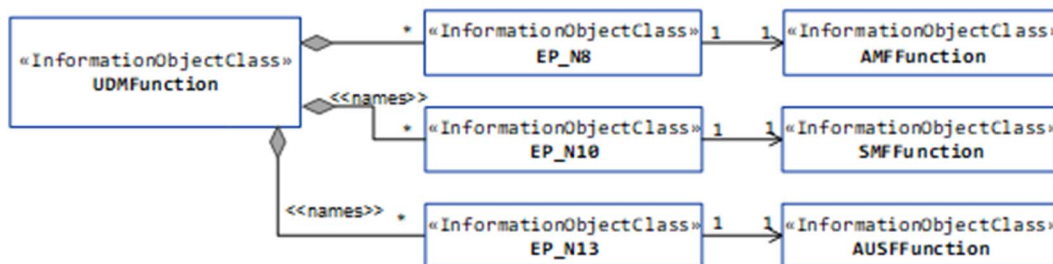 «InformationObjectClass»
UDMFunction
*
«InformationObjectClass»
EP_N8
1
1
«InformationObjectClass»
AMFFunction
<<names>>
*
«InformationObjectClass»
EP_N10
1
1
«InformationObjectClass»
SMFFunction
<<names>>
*
«InformationObjectClass»
EP_N13
1
1
«InformationObjectClass»
AUSFFunction